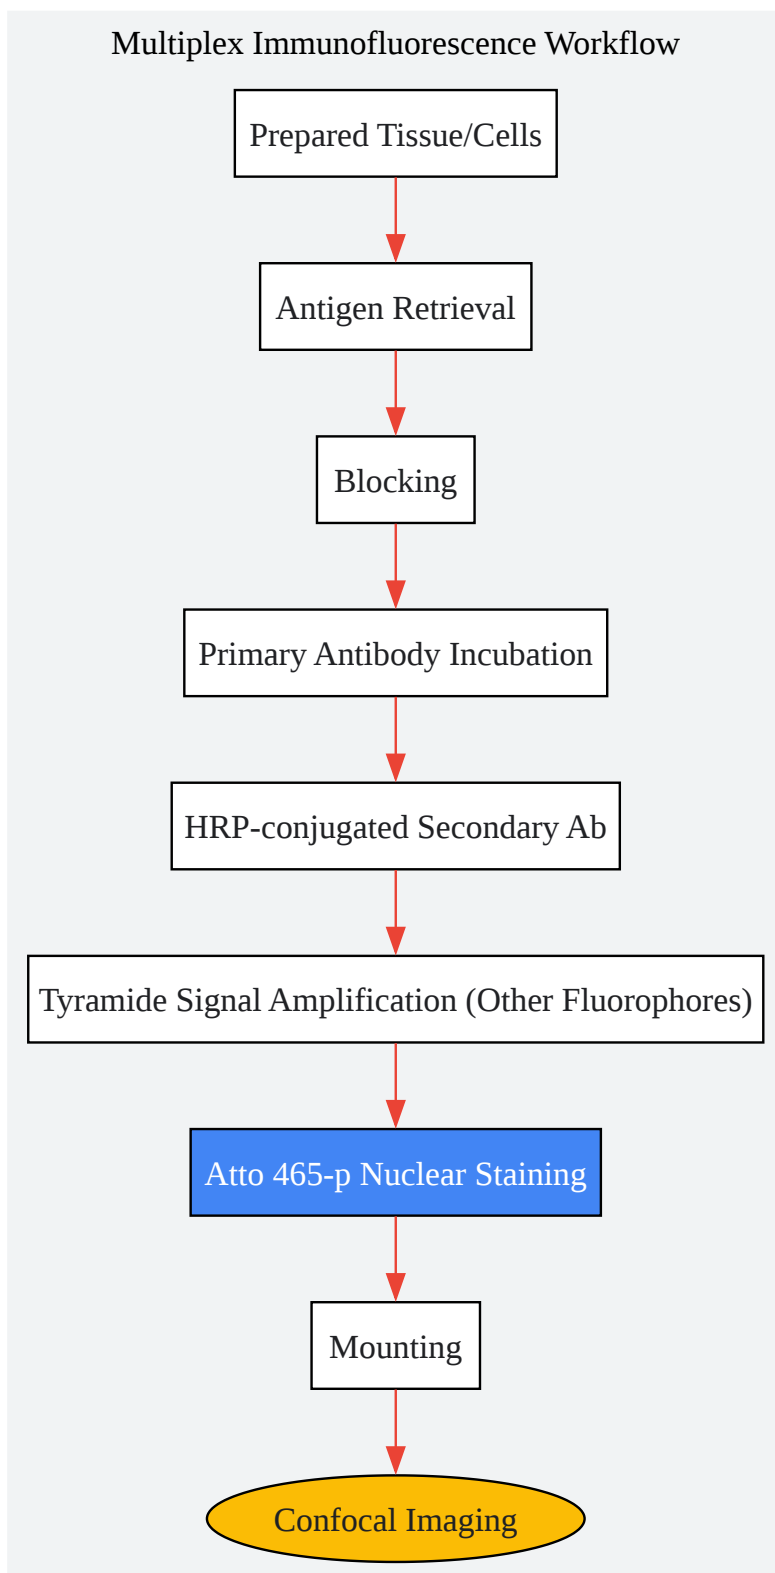 Multiplex Immunofluorescence Workflow
Prepared Tissue/Cells
Antigen Retrieval
Blocking
Primary Antibody Incubation
HRP-conjugated Secondary Ab
Tyramide Signal Amplification (Other Fluorophores)
Atto 465-p Nuclear Staining
Mounting
Confocal Imaging